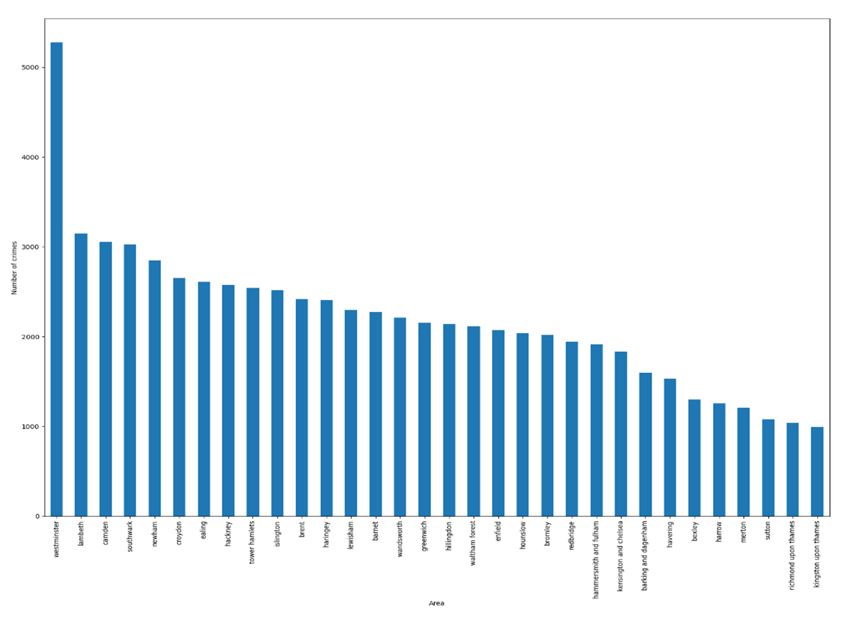 5000
4000
3000
2000
1000
0
Number of crimes
westminster
lambeth
camden
southwark
newham
croydon
ealing
hackney
tower hamlets
islington
brent
haringey
lewisham
barnet
wandsworth
greenwich
hillingdon
waltham forest
enfield
hounslow
bromley
redbridge
hammersmith and fulham
kensington and chelsea
barking and dagenham
havering
bexley
harrow
merton
sutton
richmond upon thames
kingston upon thames
Area